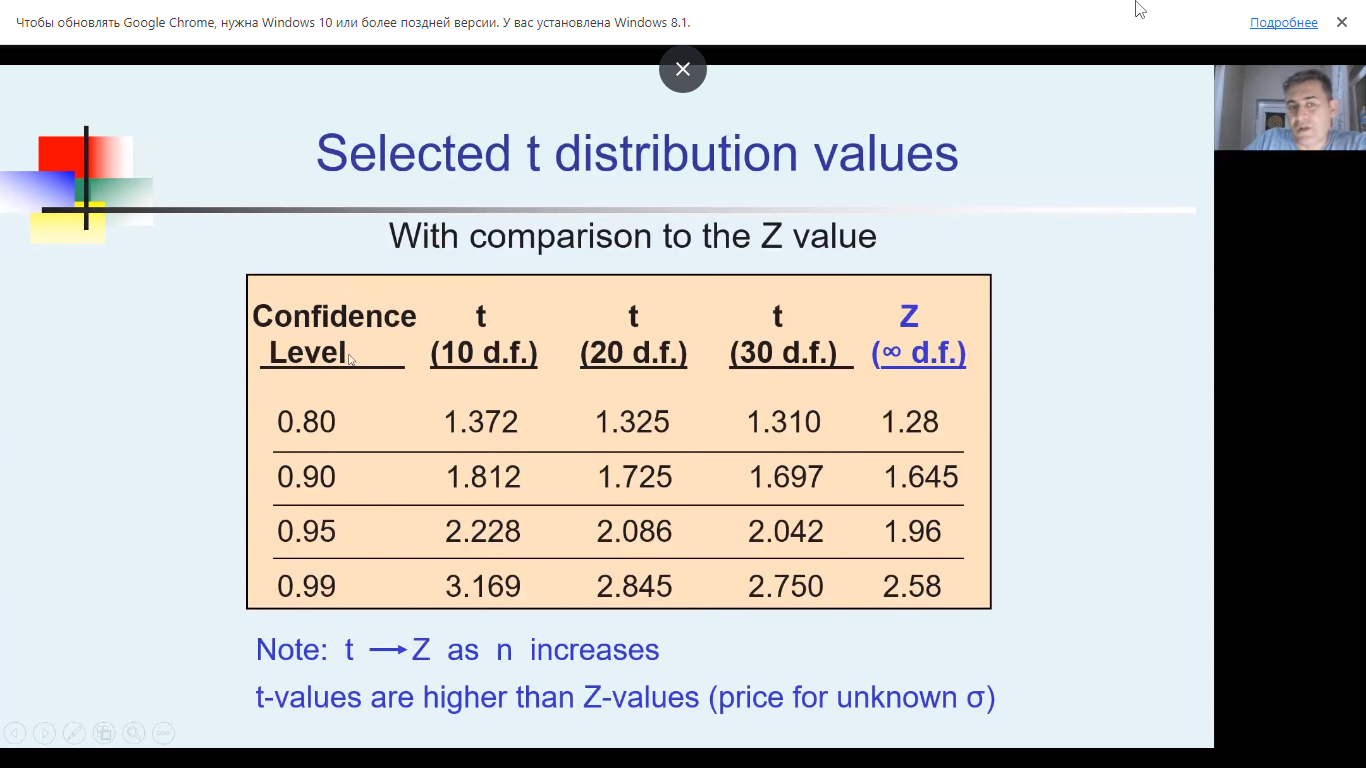 Чтобы обновлять Google Chrome, нужна Windows 10 или более поздней версии. У вас установлена Windows 8.1.
Подробнее
Selected t distribution values
With comparison to the Z value
Confidence t t t Z
Level (10 d.f.) (20 d.f.) (30 d.f.) (∞ d.f.)
0.80 1.372 1.325 1.310 1.28
0.90 1.812 1.725 1.697 1.645
0.95 2.228 2.086 2.042 1.96
0.99 3.169 2.845 2.750 2.58
Note: t → Z as n increases
t-values are higher than Z-values (price for unknown σ)